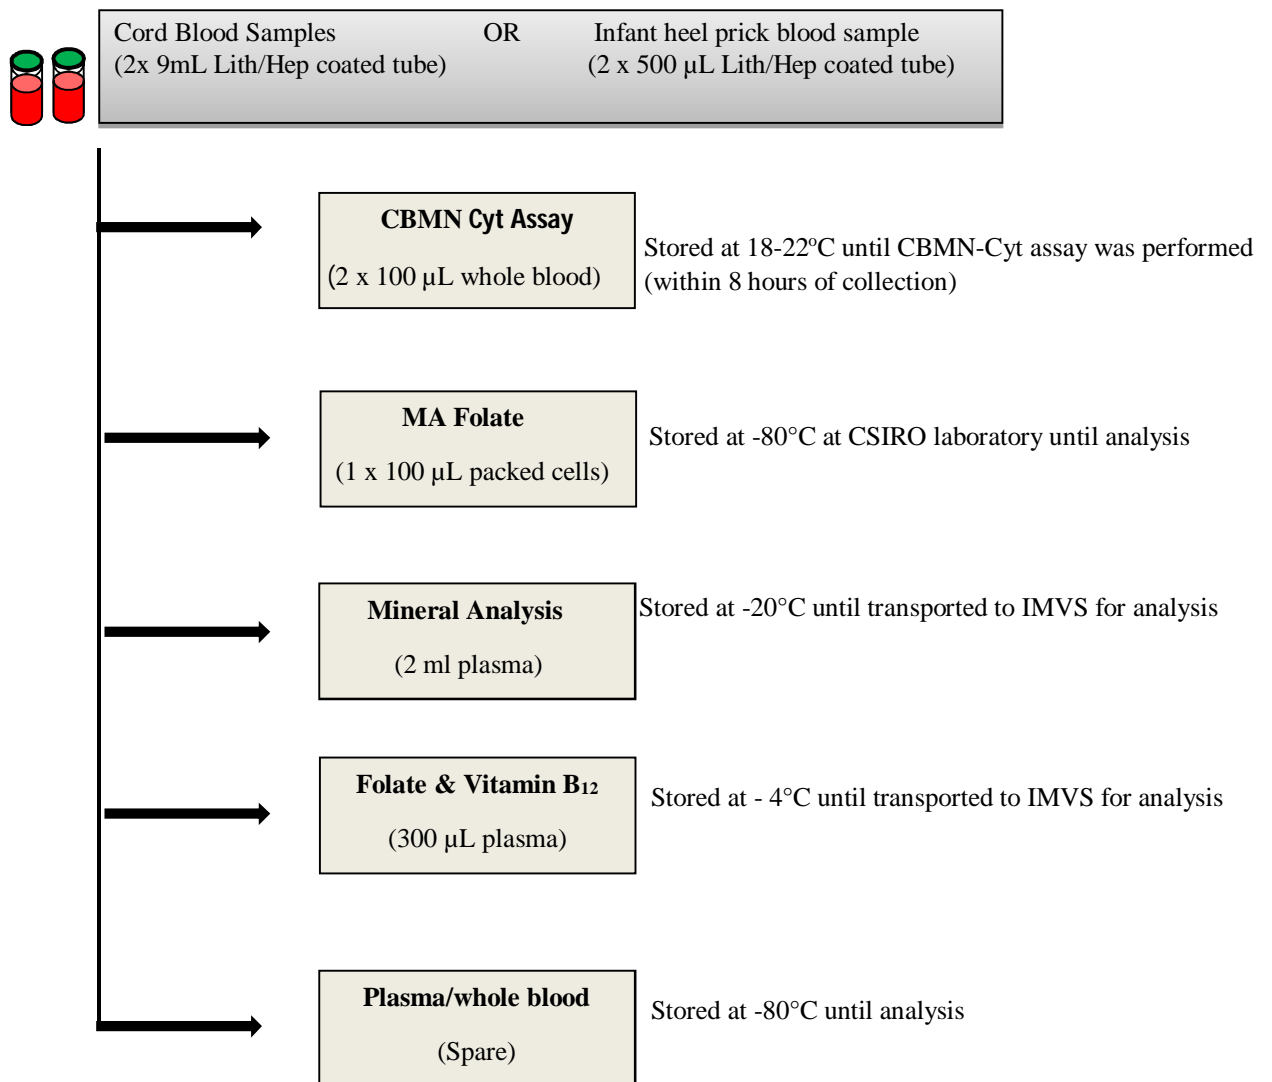 Cord Blood Samples OR Infant heel prick blood sample
(2x 9mL Lith/Hep coated tube) (2 x 500 µL Lith/Hep coated tube)
CBMN Cyt Assay
(2 x 100 µL whole blood)
Stored at 18-22ºC until CBMN-Cyt assay was performed
(within 8 hours of collection)
MA Folate
(1 x 100 µL packed cells)
Stored at -80°C at CSIRO laboratory until analysis
Mineral Analysis
(2 ml plasma)
Stored at -20°C until transported to IMVS for analysis
Folate & Vitamin B₁₂
(300 µL plasma)
Stored at - 4°C until transported to IMVS for analysis
Plasma/whole blood
(Spare)
Stored at -80°C until analysis